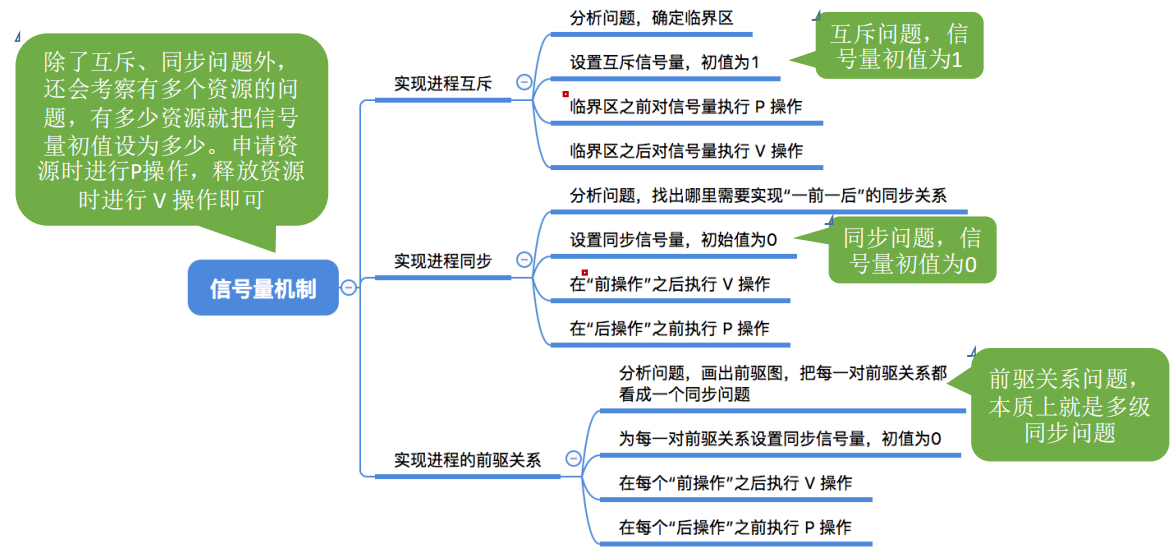 除了互斥、同步问题外，
还会考察有多个资源的问
题，有多少资源就把信号
量初值设为多少。申请资
源时进行P操作，释放资源
时进行 V 操作即可
信号量机制
实现进程互斥
分析问题，确定临界区
设置互斥信号量，初值为1
临界区之前对信号量执行 P 操作
临界区之后对信号量执行 V 操作
互斥问题，信
号量初值为1
实现进程同步
分析问题，找出哪里需要实现“一前一后”的同步关系
设置同步信号量，初始值为0
在“前操作”之后执行 V 操作
在“后操作”之前执行 P 操作
同步问题，信
号量初值为0
实现进程的前驱关系
分析问题，画出前驱图，把每一对前驱关系都
看成一个同步问题
为每一对前驱关系设置同步信号量，初值为0
在每个“前操作”之后执行 V 操作
在每个“后操作”之前执行 P 操作
前驱关系问题，
本质上就是多级
同步问题